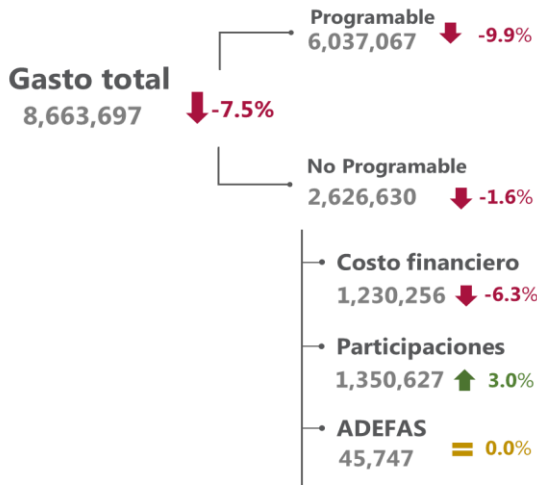 Gasto total
8,663,697
-7.5%
Programable
6,037,067 -9.9%
No Programable
2,626,630 -1.6%
Costo financiero
1,230,256 -6.3%
Participaciones
1,350,627 3.0%
ADEFAS
45,747 0.0%